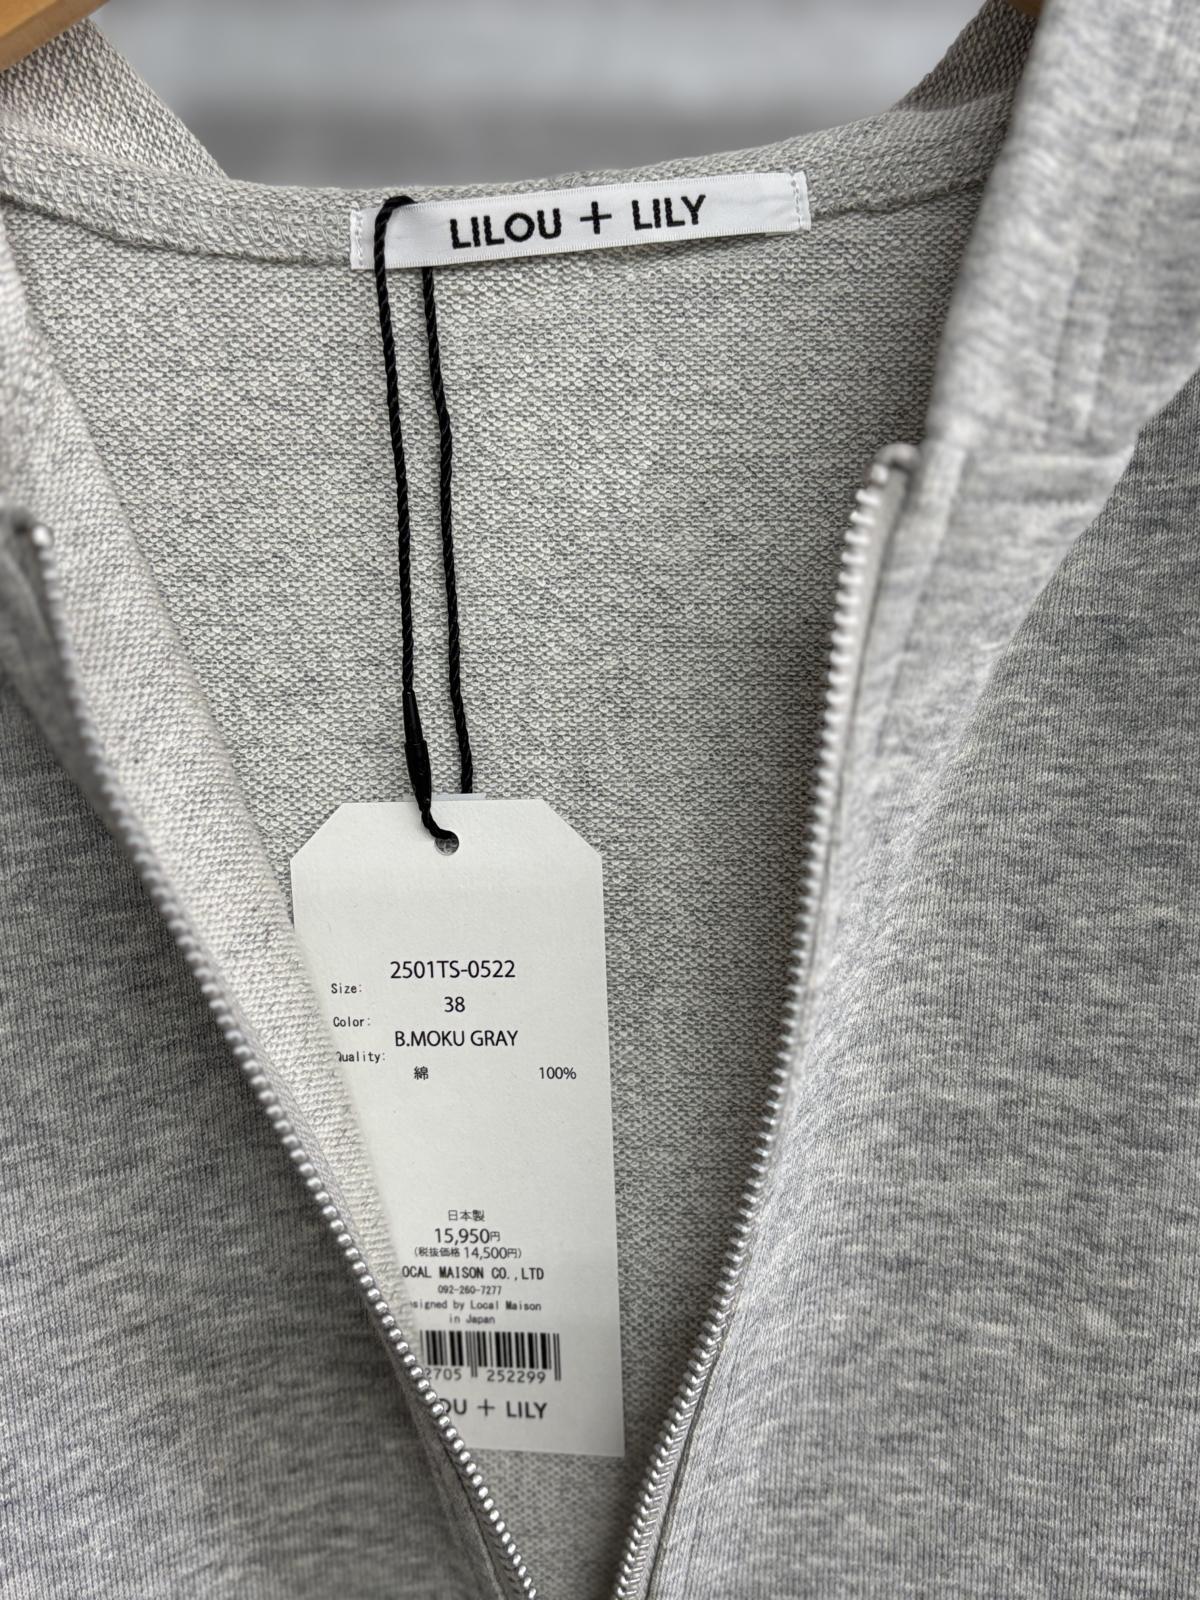 LILOU + LILY
2501TS-0522
Size:
38
Color:
B.MOKU GRAY
Quality:
綿 100%
日本製
15,950円
(税抜価格 14,500円)
OCAL MAISON CO.,LTD
092-260-7277
signed by Local Maison
in Japan
2705 252299
OU + LILY